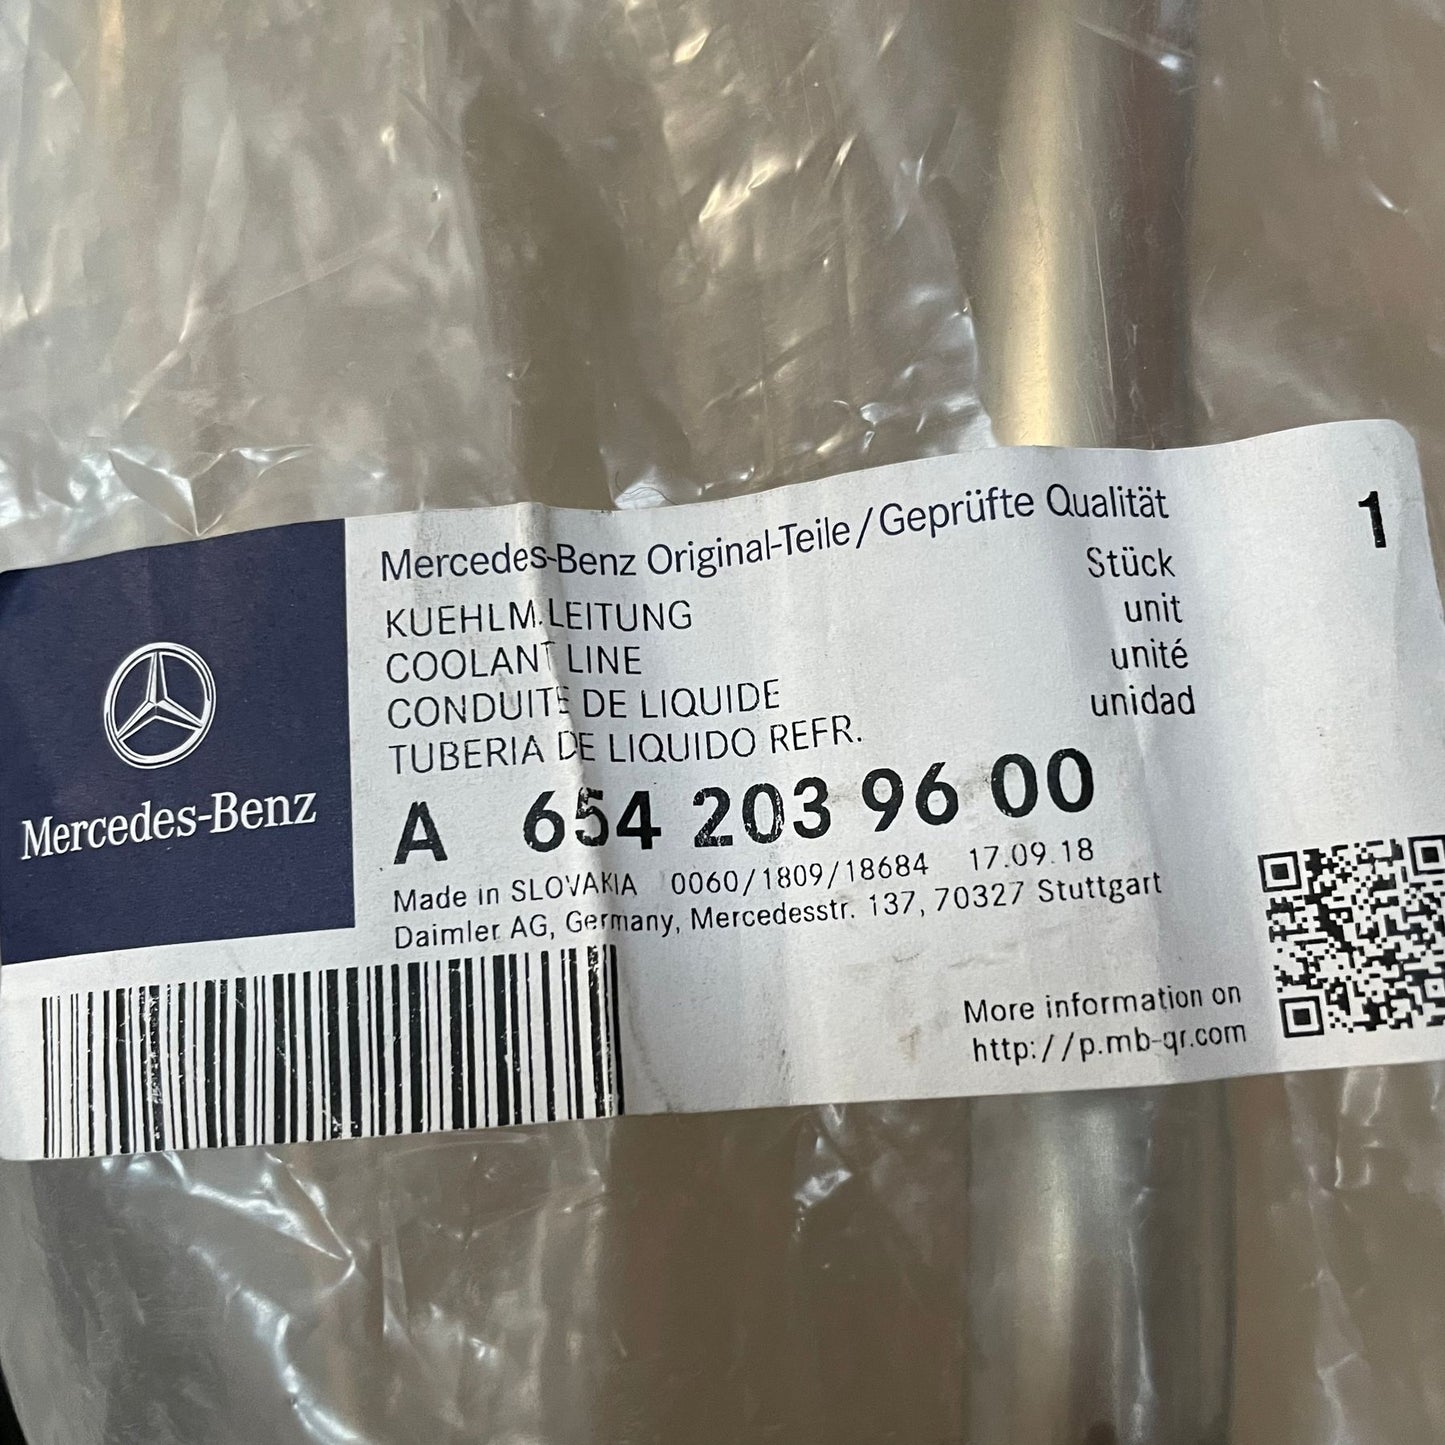 Mercedes-Benz
Mercedes-Benz Original-Teile/Geprüfte Qualität
KUEHLM.LEITUNG
COOLANT LINE
CONDUITE DE LIQUIDE
TUBERIA DE LIQUIDO REFR.
Stück
unit
unité
unidad
1
A 654 203 96 00
Made in SLOVAKIA 0060/1809/18684 17.09.18
Daimler AG, Germany, Mercedesstr. 137, 70327 Stuttgart
More information on
http://p.mb-qr.com